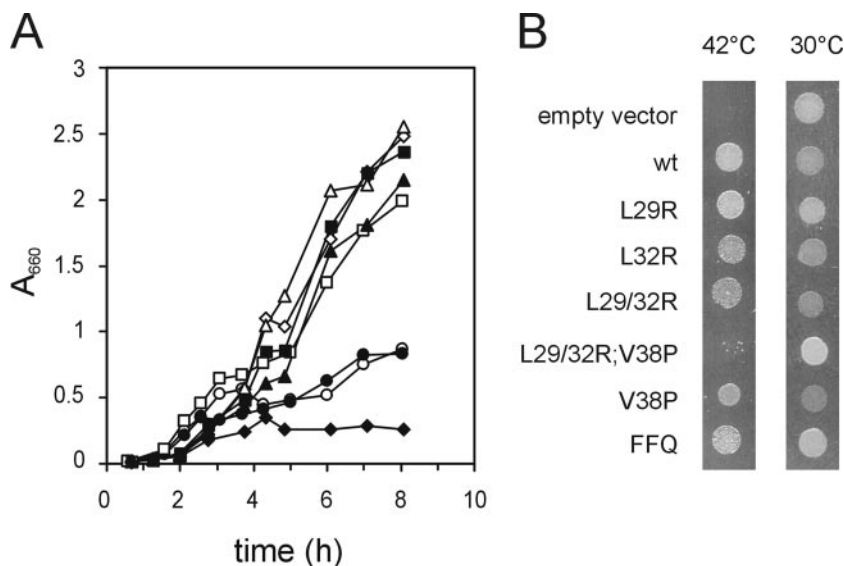 A
A660
3
2.5
2
1.5
1
0.5
0
0 2 4 6 8 10
time (h)
B
42°C 30°C
empty vector
wt
L29R
L32R
L29/32R
L29/32R;V38P
V38P
FFQ